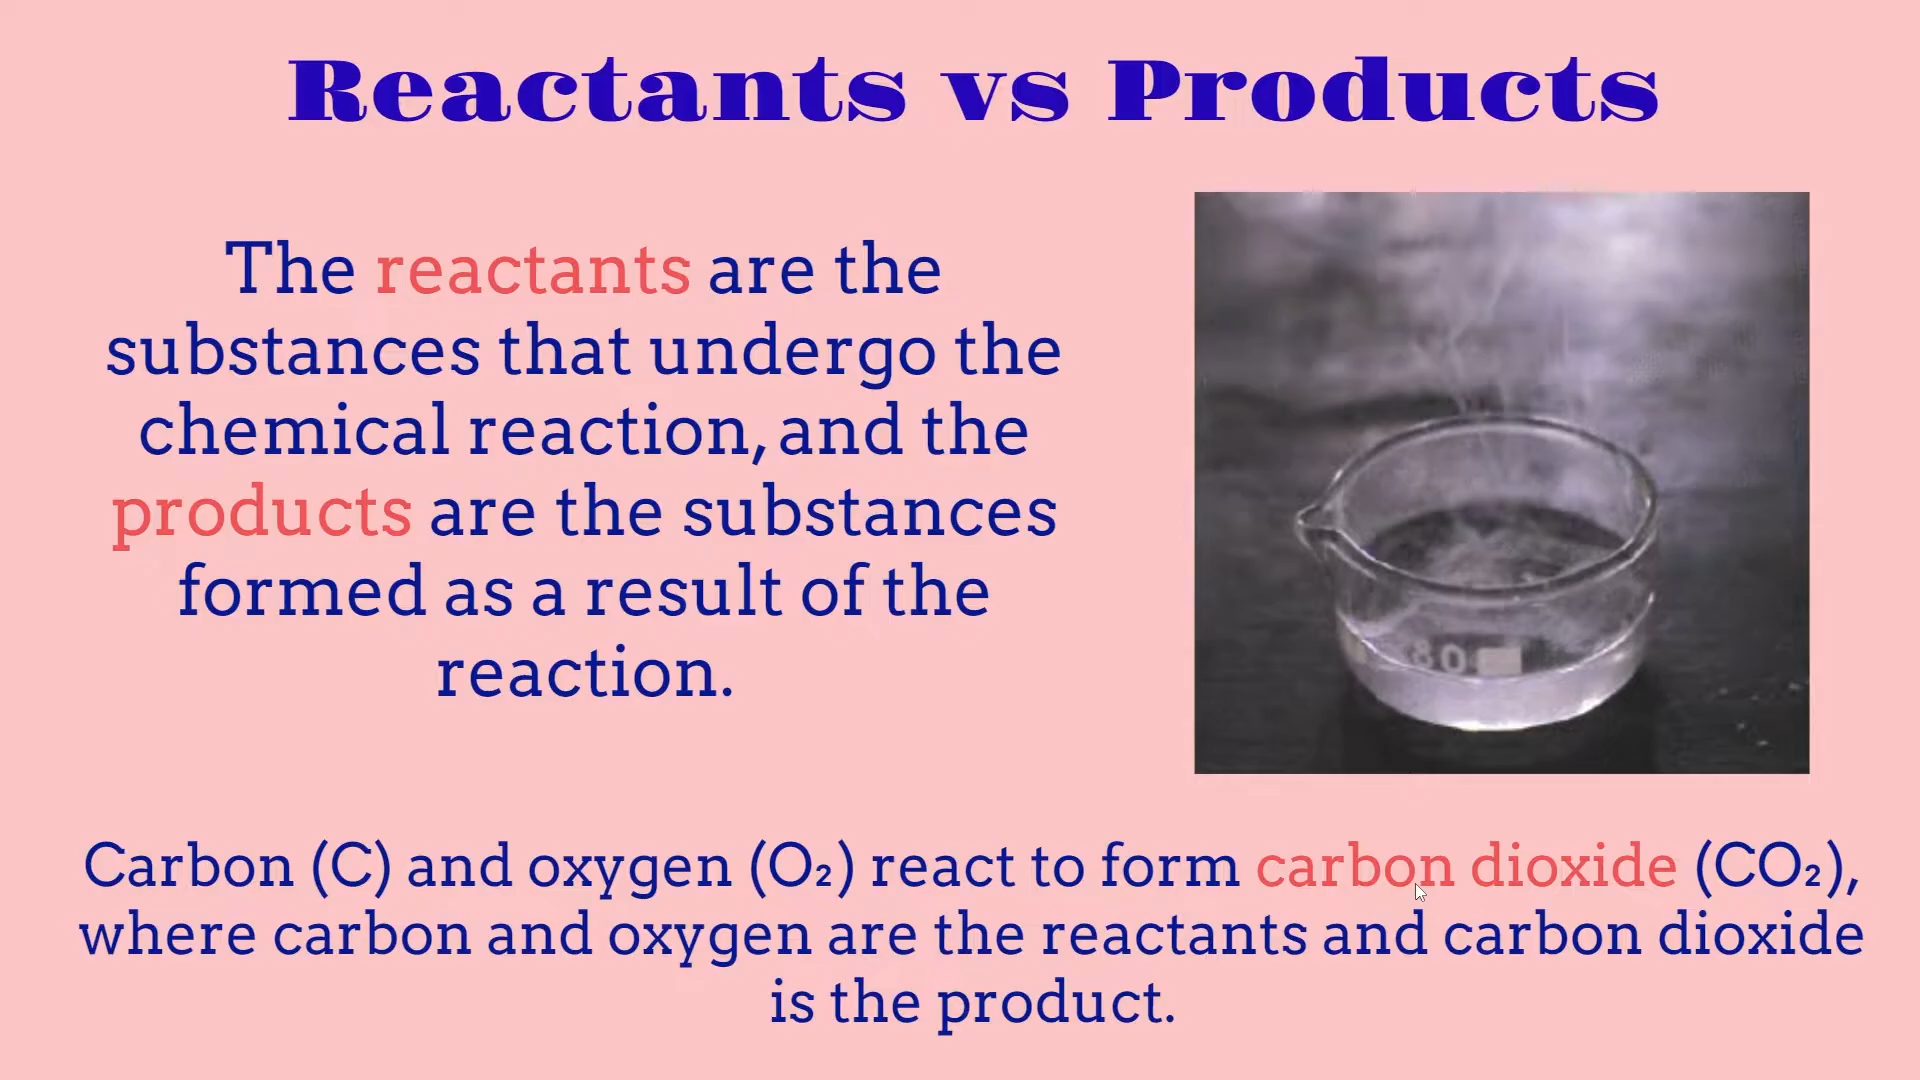 Reactants vs Products
The reactants are the
substances that undergo the
chemical reaction, and the
products are the substances
formed as a result of the
reaction.
80
Carbon (C) and oxygen (O₂) react to form carbon dioxide (CO₂),
where carbon and oxygen are the reactants and carbon dioxide
is the product.